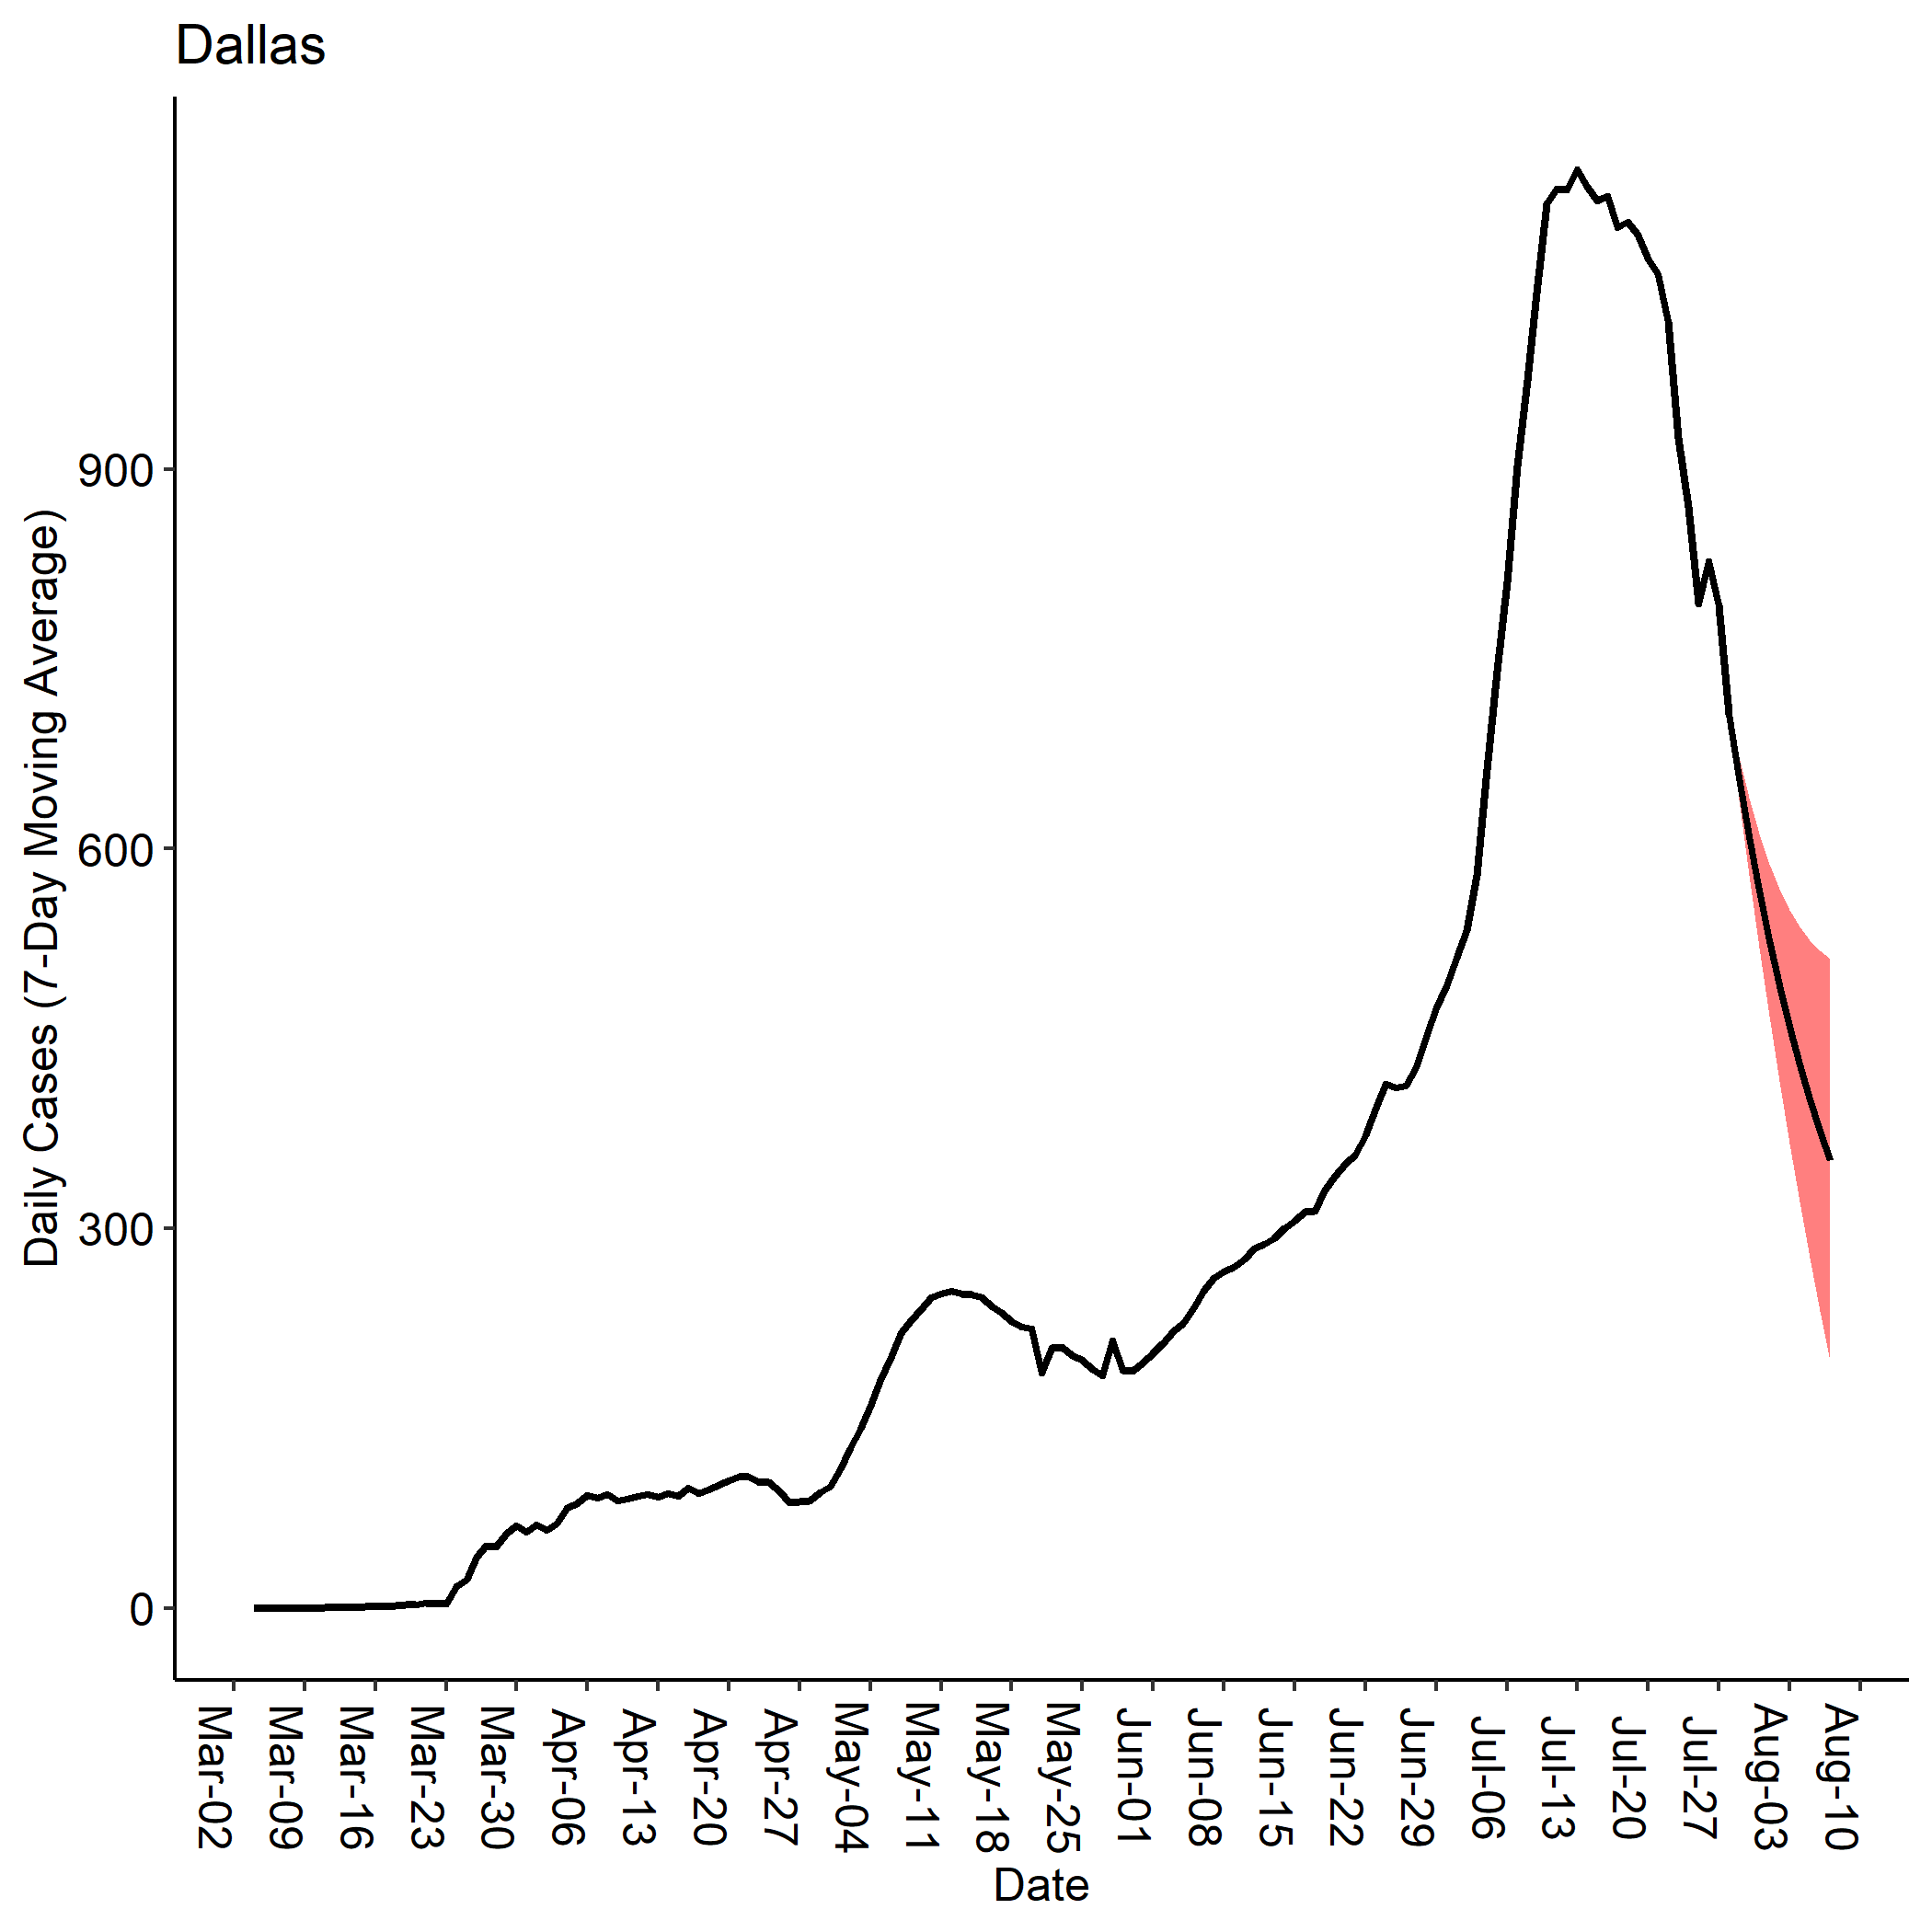 Dallas
Daily Cases (7-Day Moving Average)
900
600
300
0
Mar-02
Mar-09
Mar-16
Mar-23
Mar-30
Apr-06
Apr-13
Apr-20
Apr-27
May-04
May-11
May-18
May-25
Jun-01
Jun-08
Jun-15
Jun-22
Jun-29
Jul-06
Jul-13
Jul-20
Jul-27
Aug-03
Aug-10
Date